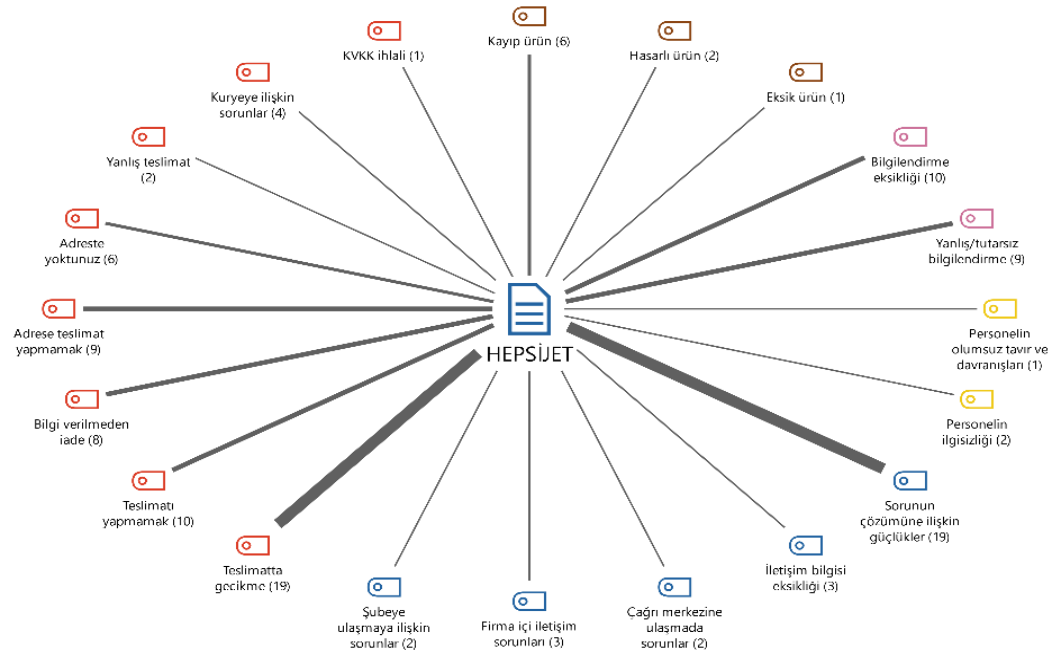 Kayıp ürün (6)
Hasarlı ürün (2)
Eksik ürün (1)
Bilgilendirme
eksikliği (10)
Yanlış/tutarsız
bilgilendirme (9)
Personelin
olumsuz tavır ve
davranışları (1)
Personelin
ilgisizliği (2)
Sorunun
çözümüne ilişkin
güçlükler (19)
İletişim bilgisi
eksikliği (3)
Çağrı merkezine
ulaşmada
sorunlar (2)
Firma içi iletişim
sorunları (3)
Şubeye
ulaşmaya ilişkin
sorunlar (2)
Teslimatta
gecikme (19)
Teslimatı
yapmamak (10)
Bilgi verilmeden
iade (8)
Adrese teslimat
yapmamak (9)
Adreste
yoktunuz (6)
Yanlış teslimat
(2)
Kuryeye ilişkin
sorunlar (4)
KVKK ihlali (1)
HEPSİJET